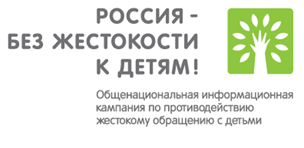 РОССИЯ -
БЕЗ ЖЕСТОКОСТИ
К ДЕТЯМ!
Общенациональная информационная
кампания по противодействию
жестокому обращению с детьми